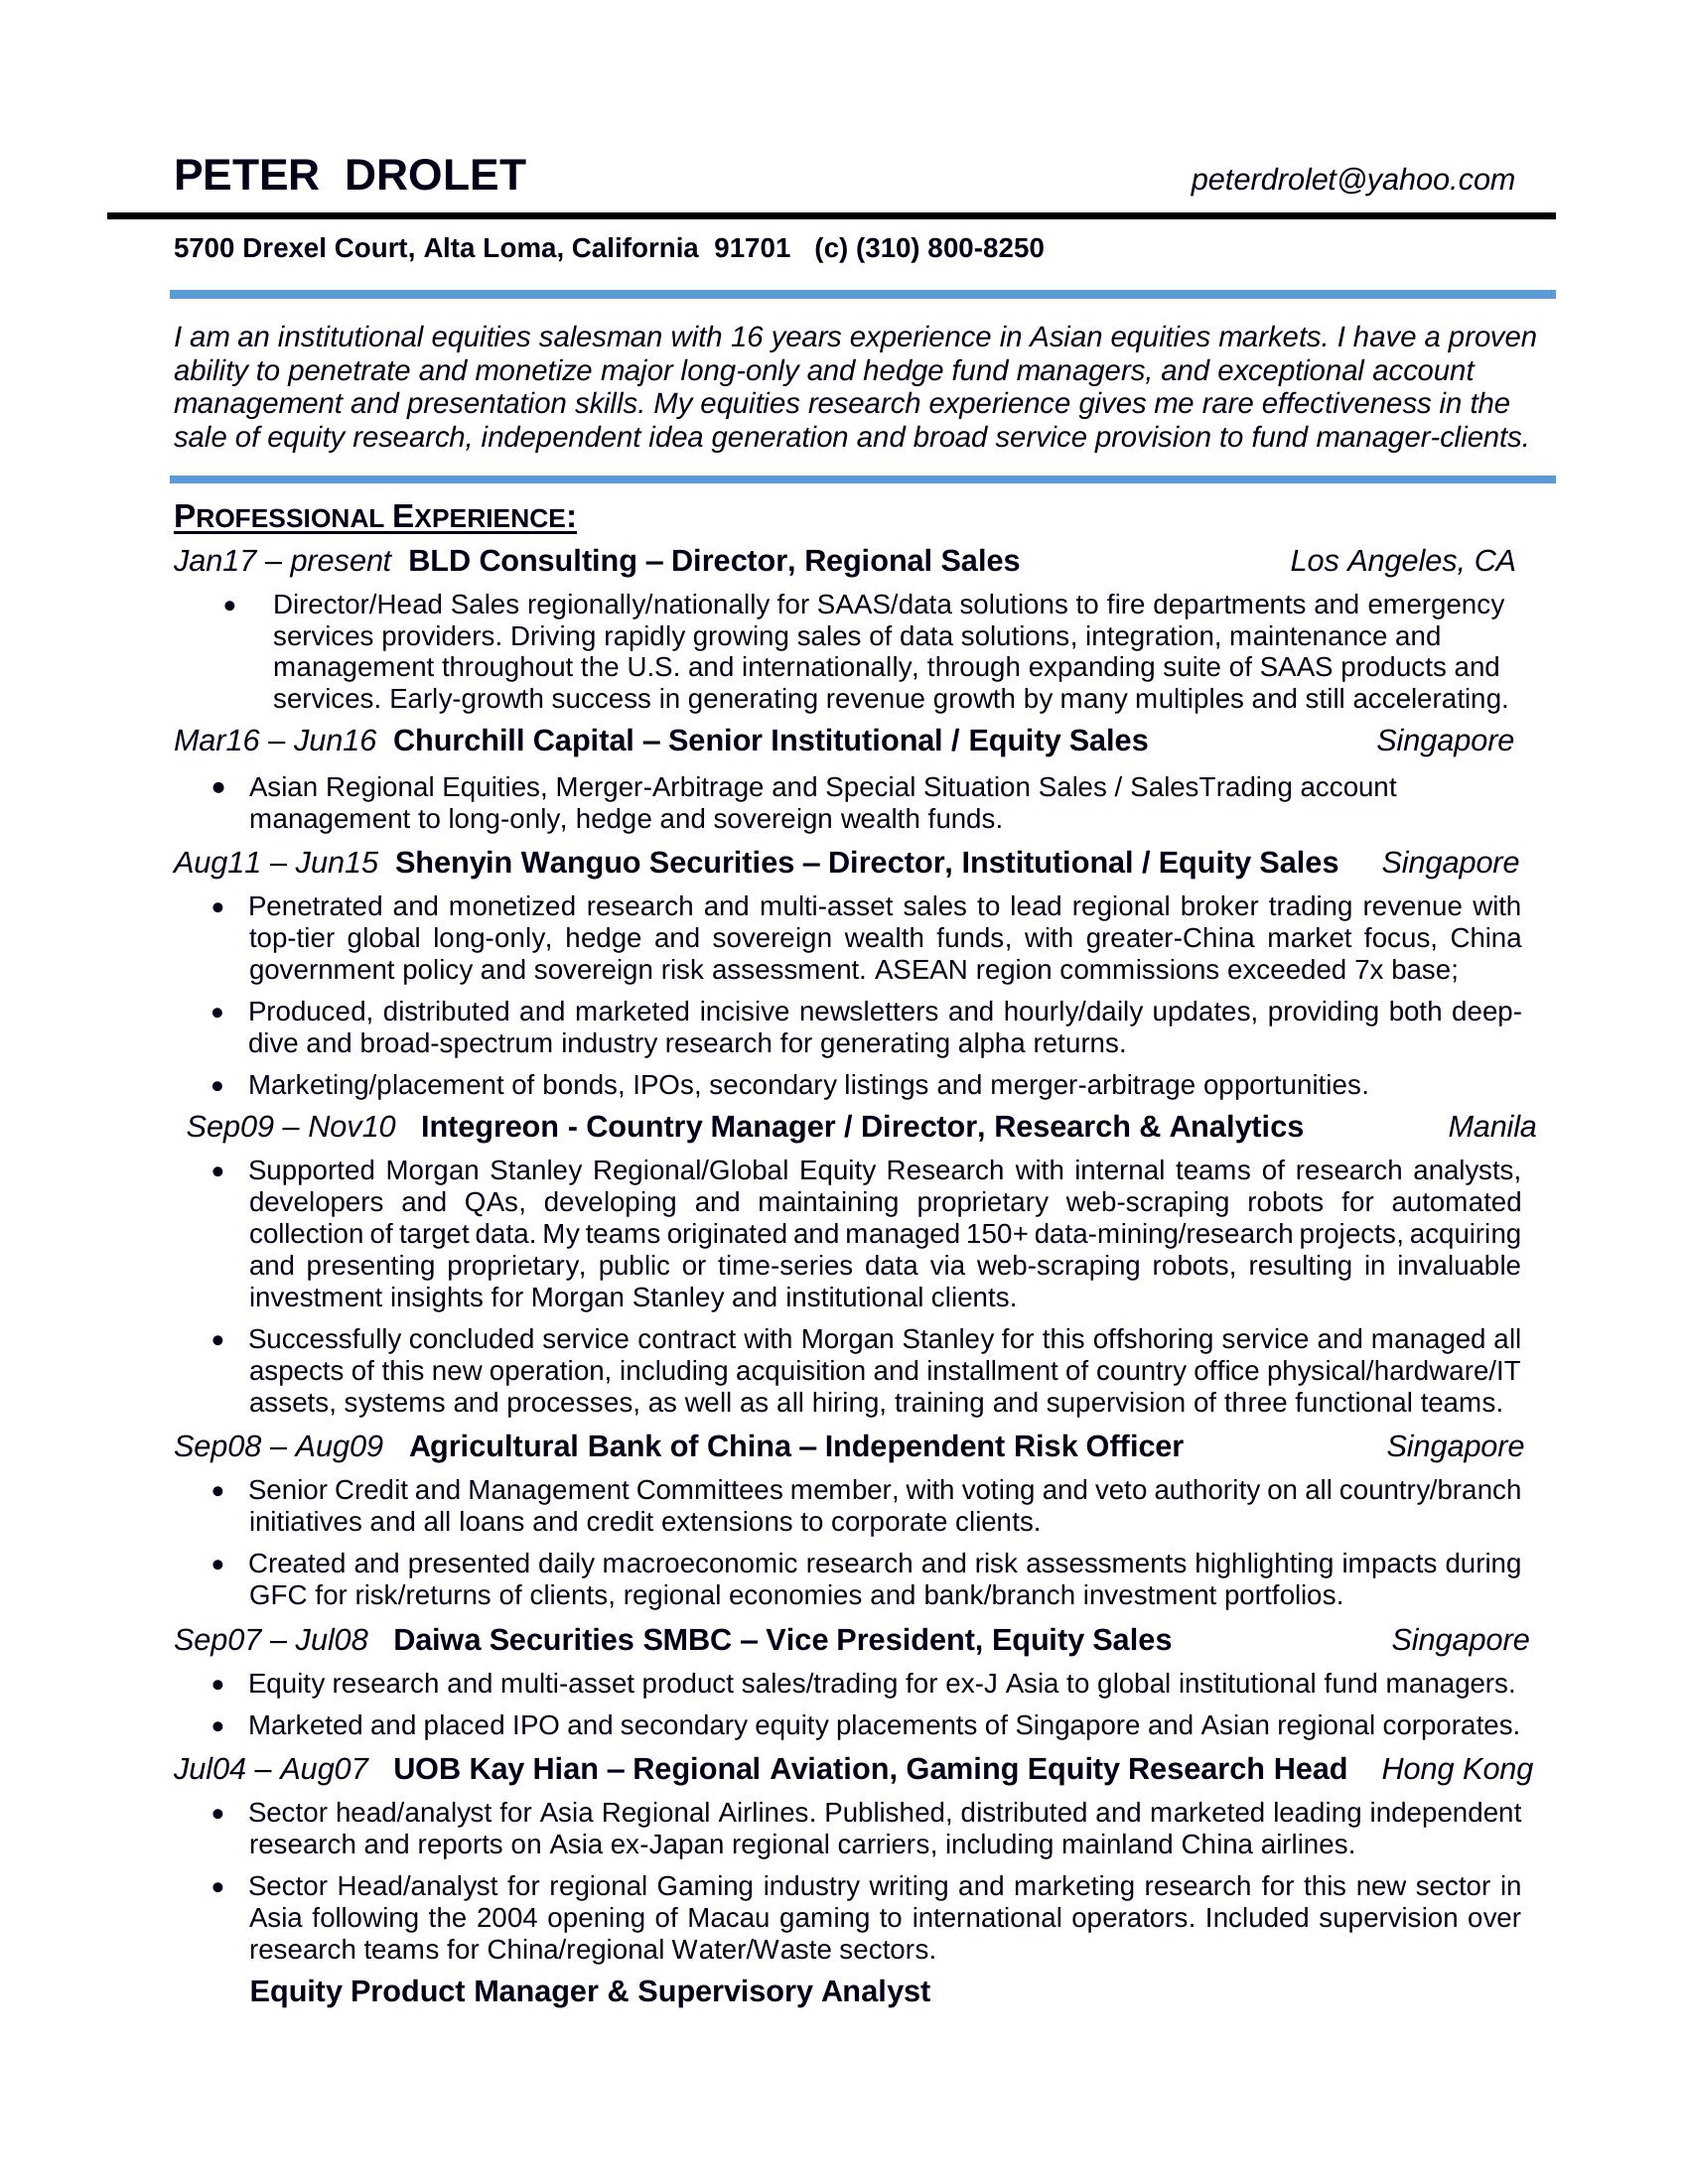 PETER DROLET peterdrolet@yahoo.com
5700 Drexel Court, Alta Loma, California 91701 (c) (310) 800-8250
I am an institutional equities salesman with 16 years experience in Asian equities markets. I have a proven
ability to penetrate and monetize major long-only and hedge fund managers, and exceptional account
management and presentation skills. My equities research experience gives me rare effectiveness in the
sale of equity research, independent idea generation and broad service provision to fund manager-clients.
PROFESSIONAL EXPERIENCE:
Jan17 – present BLD Consulting – Director, Regional Sales Los Angeles, CA
• Director/Head Sales regionally/nationally for SAAS/data solutions to fire departments and emergency
services providers. Driving rapidly growing sales of data solutions, integration, maintenance and
management throughout the U.S. and internationally, through expanding suite of SAAS products and
services. Early-growth success in generating revenue growth by many multiples and still accelerating.
Mar16 – Jun16 Churchill Capital – Senior Institutional / Equity Sales Singapore
• Asian Regional Equities, Merger-Arbitrage and Special Situation Sales / SalesTrading account
management to long-only, hedge and sovereign wealth funds.
Aug11 – Jun15 Shenyin Wanguo Securities – Director, Institutional / Equity Sales Singapore
• Penetrated and monetized research and multi-asset sales to lead regional broker trading revenue with
top-tier global long-only, hedge and sovereign wealth funds, with greater-China market focus, China
government policy and sovereign risk assessment. ASEAN region commissions exceeded 7x base;
• Produced, distributed and marketed incisive newsletters and hourly/daily updates, providing both deep-
dive and broad-spectrum industry research for generating alpha returns.
• Marketing/placement of bonds, IPOs, secondary listings and merger-arbitrage opportunities.
Sep09 – Nov10 Integreon - Country Manager / Director, Research & Analytics Manila
• Supported Morgan Stanley Regional/Global Equity Research with internal teams of research analysts,
developers and QAs, developing and maintaining proprietary web-scraping robots for automated
collection of target data. My teams originated and managed 150+ data-mining/research projects, acquiring
and presenting proprietary, public or time-series data via web-scraping robots, resulting in invaluable
investment insights for Morgan Stanley and institutional clients.
• Successfully concluded service contract with Morgan Stanley for this offshoring service and managed all
aspects of this new operation, including acquisition and installment of country office physical/hardware/IT
assets, systems and processes, as well as all hiring, training and supervision of three functional teams.
Sep08 – Aug09 Agricultural Bank of China – Independent Risk Officer Singapore
• Senior Credit and Management Committees member, with voting and veto authority on all country/branch
initiatives and all loans and credit extensions to corporate clients.
• Created and presented daily macroeconomic research and risk assessments highlighting impacts during
GFC for risk/returns of clients, regional economies and bank/branch investment portfolios.
Sep07 – Jul08 Daiwa Securities SMBC – Vice President, Equity Sales Singapore
• Equity research and multi-asset product sales/trading for ex-J Asia to global institutional fund managers.
• Marketed and placed IPO and secondary equity placements of Singapore and Asian regional corporates.
Jul04 – Aug07 UOB Kay Hian – Regional Aviation, Gaming Equity Research Head Hong Kong
• Sector head/analyst for Asia Regional Airlines. Published, distributed and marketed leading independent
research and reports on Asia ex-Japan regional carriers, including mainland China airlines.
• Sector Head/analyst for regional Gaming industry writing and marketing research for this new sector in
Asia following the 2004 opening of Macau gaming to international operators. Included supervision over
research teams for China/regional Water/Waste sectors.
Equity Product Manager & Supervisory Analyst